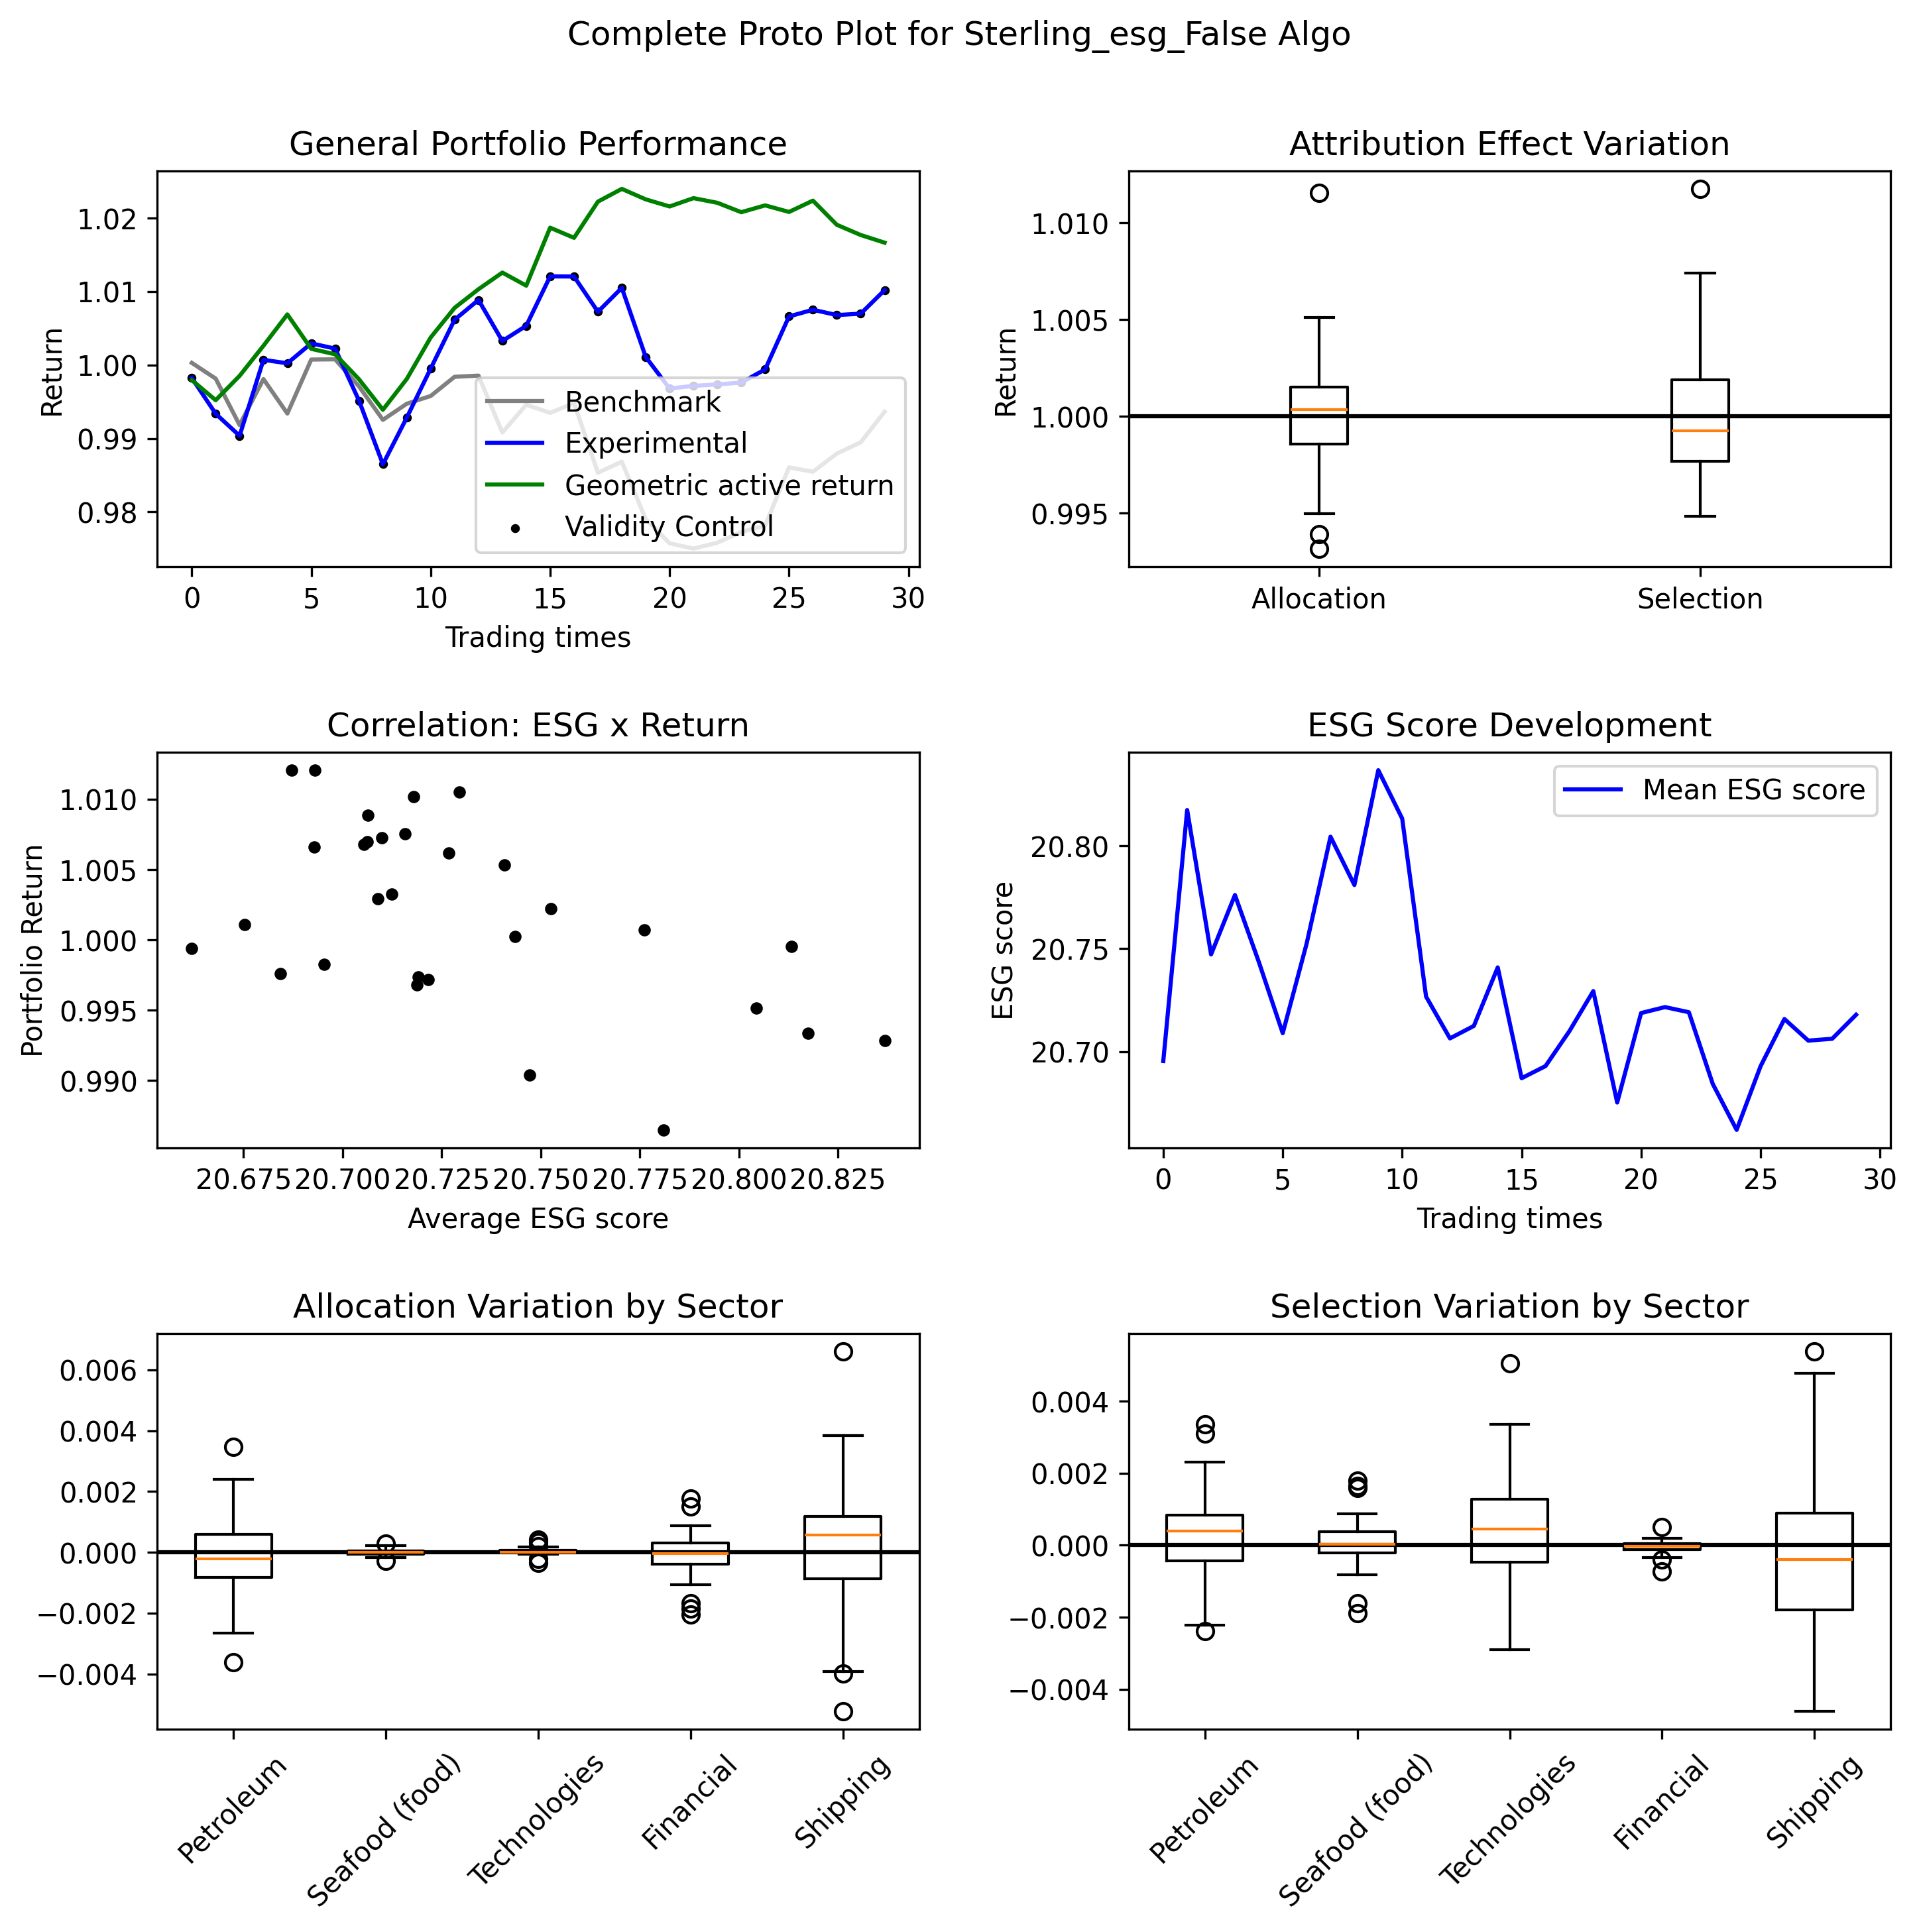 Complete Proto Plot for Sterling_esg_False Algo
General Portfolio Performance
Return
1.02
1.01
1.00
0.99
0.98
Benchmark
Experimental
Geometric active return
Validity Control
0 5 10 15 20 25 30
Trading times
Attribution Effect Variation
Return
1.010
1.005
1.000
0.995
Allocation Selection
Correlation: ESG x Return
Portfolio Return
1.010
1.005
1.000
0.995
0.990
20.675 20.700 20.725 20.750 20.775 20.800 20.825
Average ESG score
ESG Score Development
ESG score
Mean ESG score
20.80
20.75
20.70
0 5 10 15 20 25 30
Trading times
Allocation Variation by Sector
0.006
0.004
0.002
0.000
−0.002
−0.004
Petroleum
Seafood (food)
Technologies
Financial
Shipping
Selection Variation by Sector
0.004
0.002
0.000
−0.002
−0.004
Petroleum
Seafood (food)
Technologies
Financial
Shipping